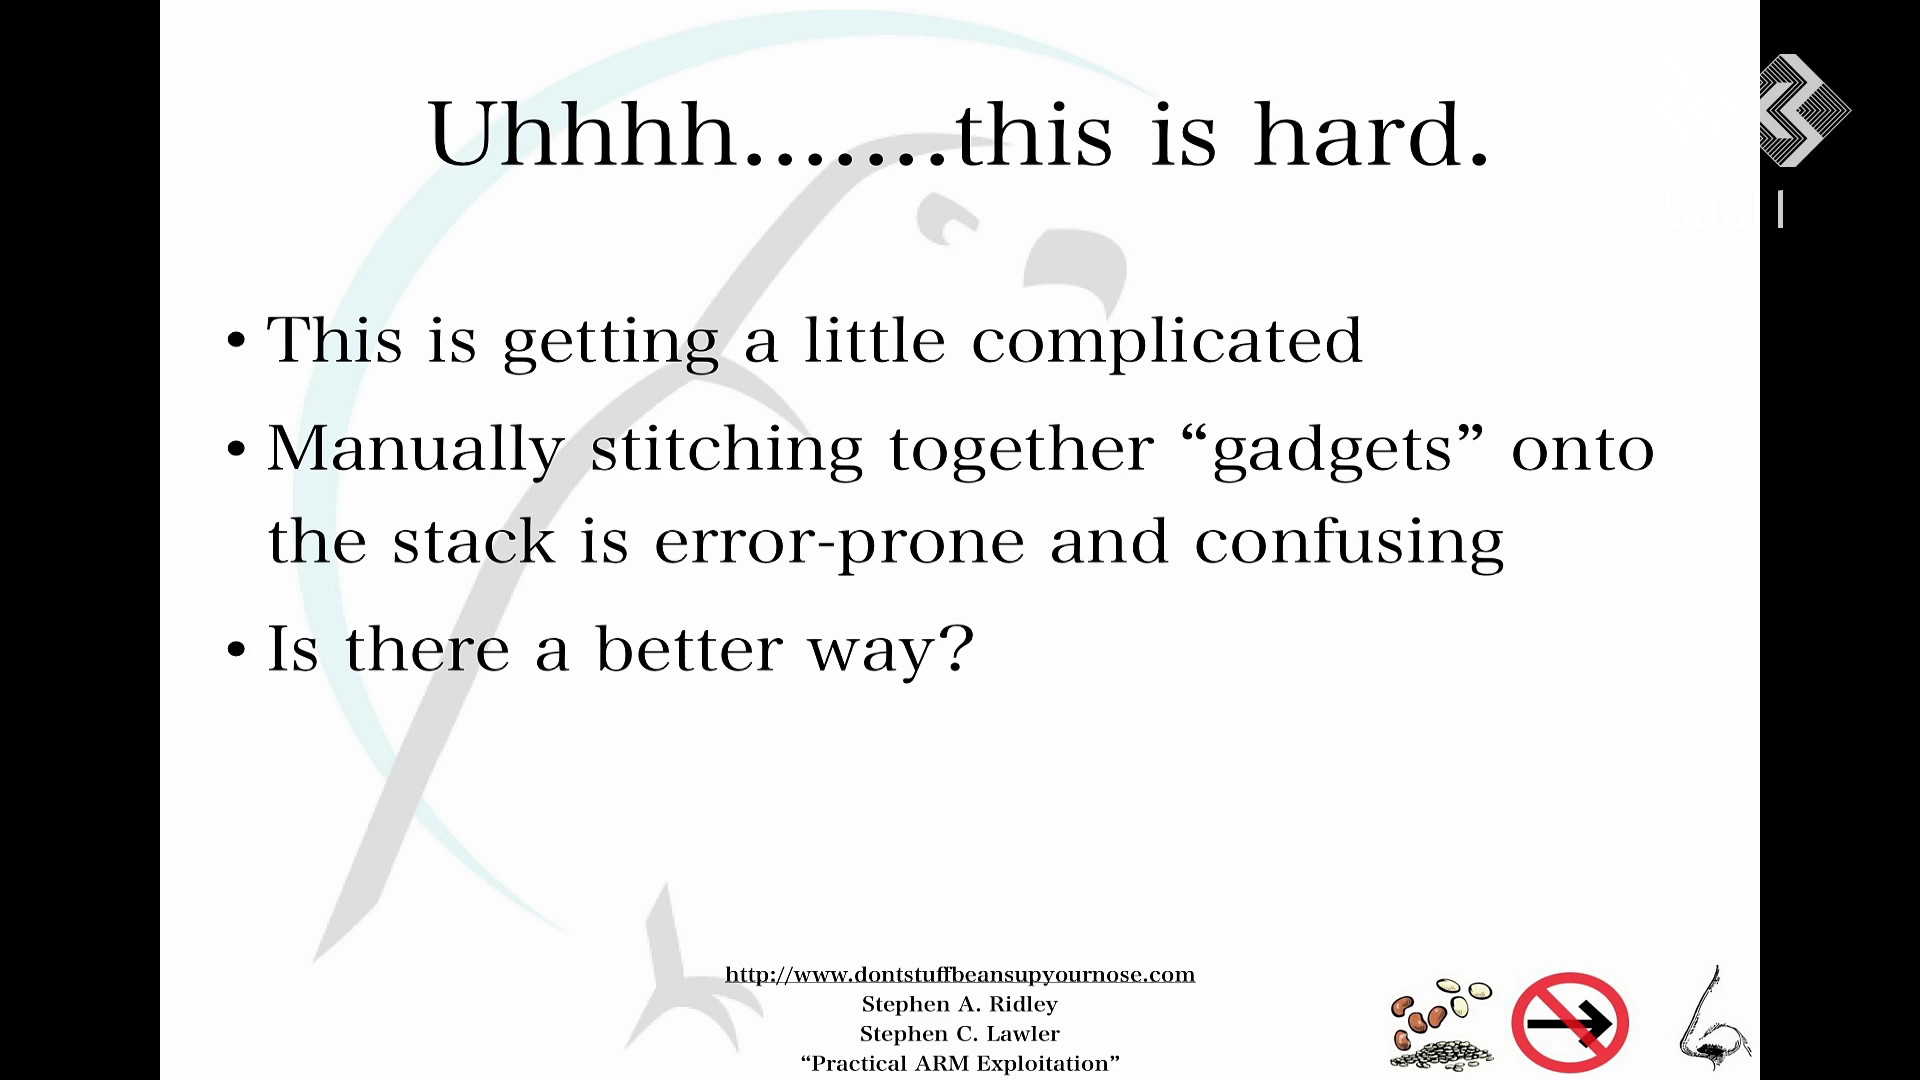 Uhhhh.......this is hard.
• This is getting a little complicated
• Manually stitching together “gadgets” onto
the stack is error-prone and confusing
• Is there a better way?
http://www.dontstuffbeansupyournose.com
Stephen A. Ridley
Stephen C. Lawler
“Practical ARM Exploitation”
Saal